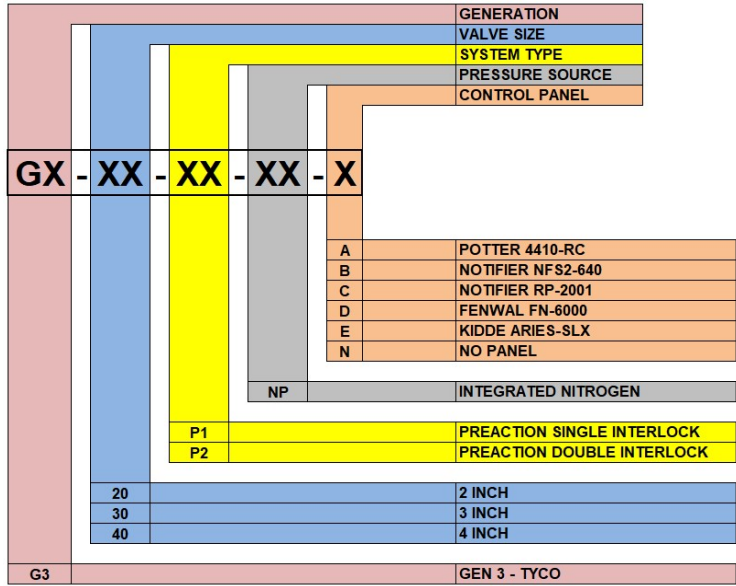 GENERATION
VALVE SIZE
SYSTEM TYPE
PRESSURE SOURCE
CONTROL PANEL
GX - XX - XX - XX - X
A POTTER 4410-RC
B NOTIFIER NFS2-640
C NOTIFIER RP-2001
D FENWAL FN-6000
E KIDDE ARIES-SLX
N NO PANEL
NP INTEGRATED NITROGEN
P1 PREACTION SINGLE INTERLOCK
P2 PREACTION DOUBLE INTERLOCK
20 2 INCH
30 3 INCH
40 4 INCH
G3 GEN 3 - TYCO